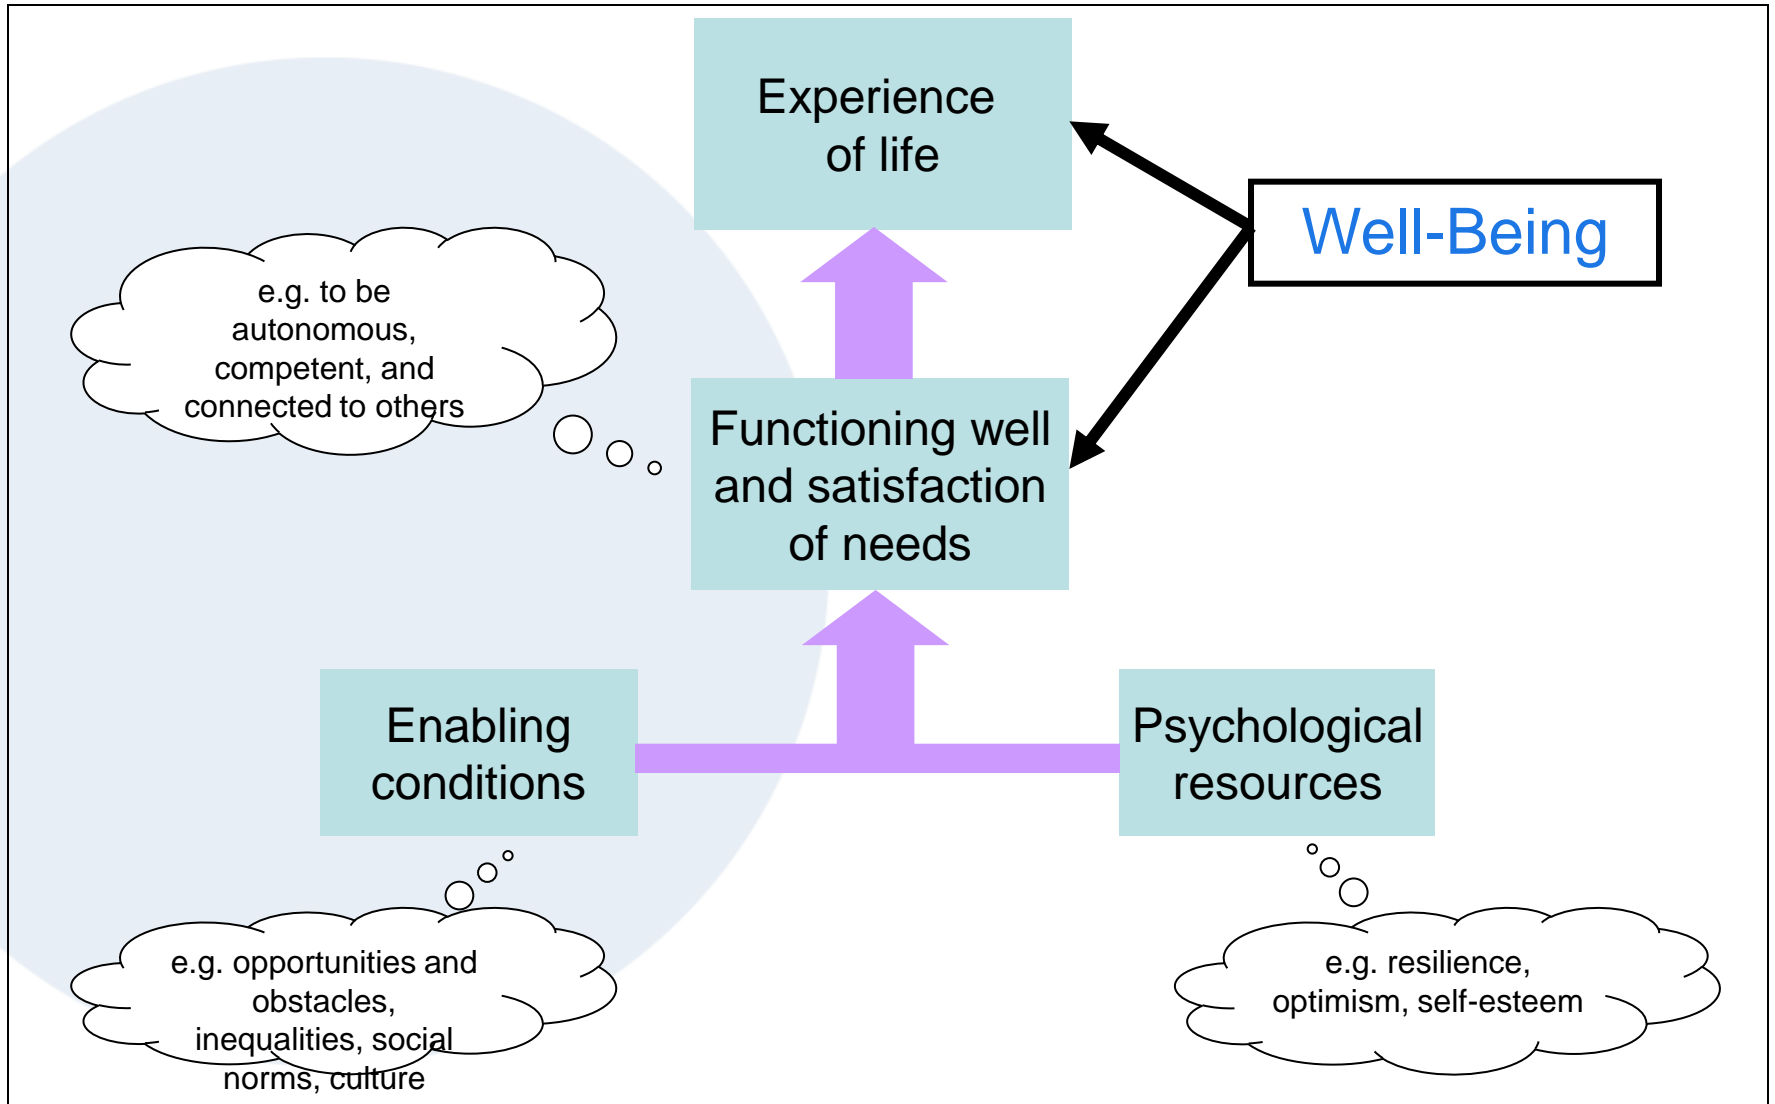 Experience
of life
Well-Being
e.g. to be
autonomous,
competent, and
connected to others
Functioning well
and satisfaction
of needs
Enabling
conditions
Psychological
resources
e.g. opportunities and
obstacles,
inequalities, social
norms, culture
e.g. resilience,
optimism, self-esteem